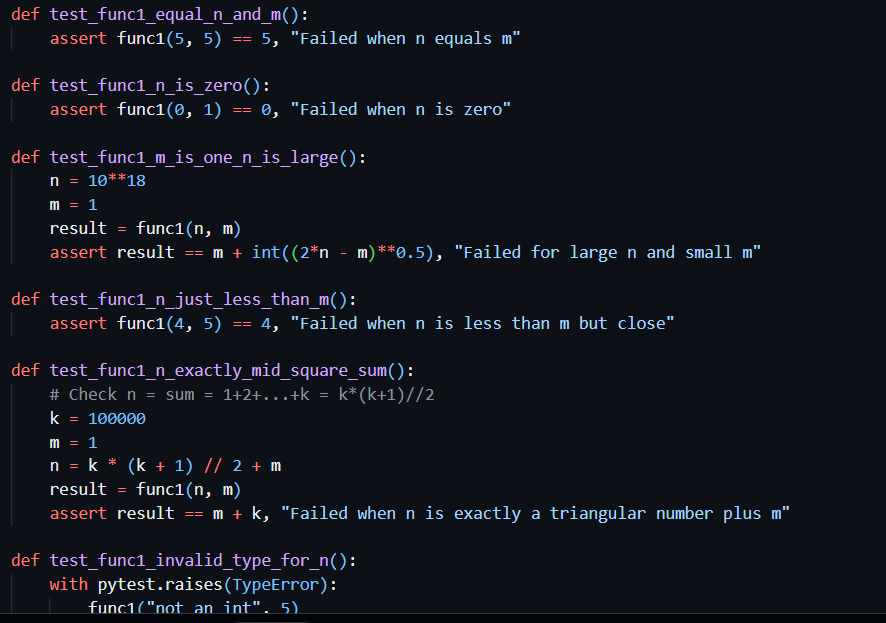 def test_func1_equal_n_and_m():
    assert func1(5, 5) == 5, "Failed when n equals m"
def test_func1_n_is_zero():
    assert func1(0, 1) == 0, "Failed when n is zero"
def test_func1_m_is_one_n_is_large():
    n = 10**18
    m = 1
    result = func1(n, m)
    assert result == m + int((2*n - m)**0.5), "Failed for large n and small m"
def test_func1_n_just_less_than_m():
    assert func1(4, 5) == 4, "Failed when n is less than m but close"
def test_func1_n_exactly_mid_square_sum():
    # Check n = sum = 1+2+...+k = k*(k+1)//2
    k = 100000
    m = 1
    n = k * (k + 1) // 2 + m
    result = func1(n, m)
    assert result == m + k, "Failed when n is exactly a triangular number plus m"
def test_func1_invalid_type_for_n():
    with pytest.raises(TypeError):
        func1("not an int", 5)